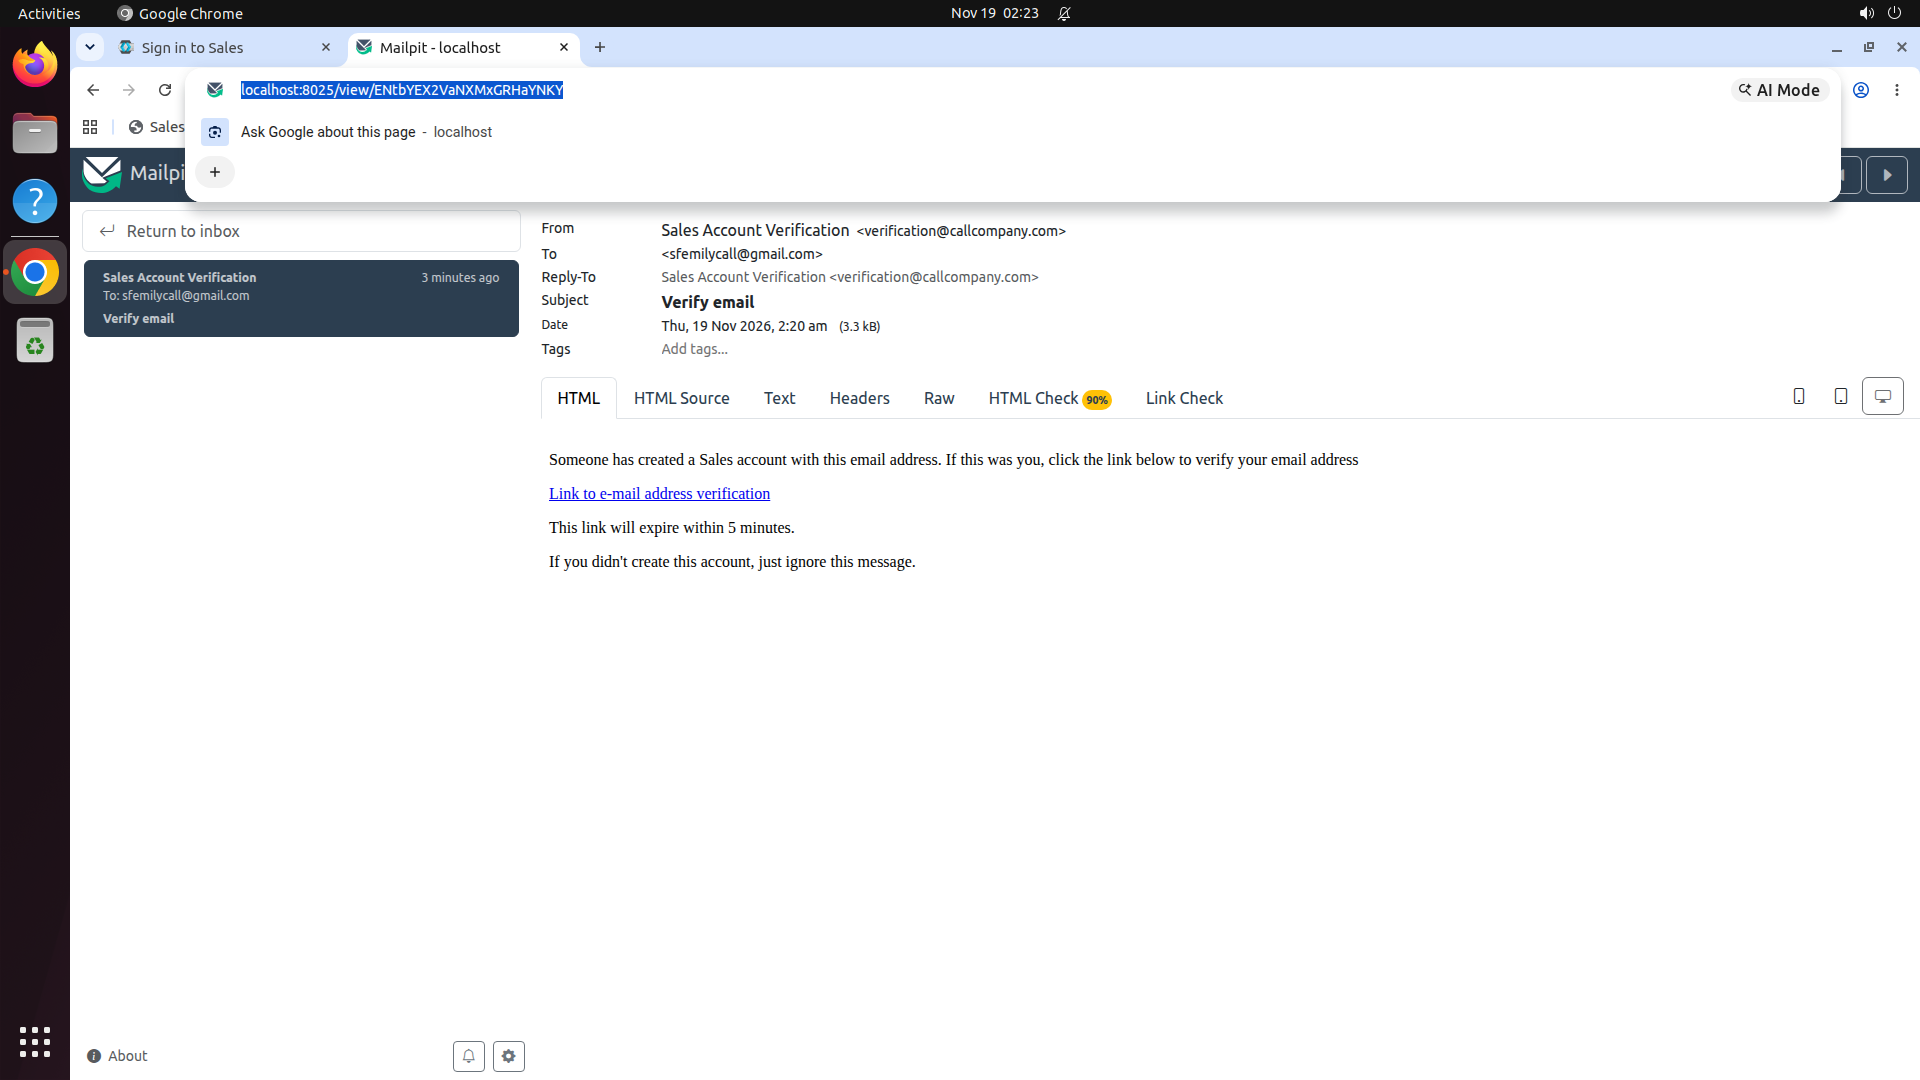 Activities
Google Chrome
Nov 19 02:23
Sign in to Sales
Mailpit - localhost
localhost:8025/view/ENtbYEX2VaNXMxGRHaYNKY
AI Mode
Ask Google about this page - localhost
Sales
Mailpi
Return to inbox
Sales Account Verification
3 minutes ago
To: sfemilycall@gmail.com
Verify email
From
Sales Account Verification <verification@callcompany.com>
To
<sfemilycall@gmail.com>
Reply-To
Sales Account Verification <verification@callcompany.com>
Subject
Verify email
Date
Thu, 19 Nov 2026, 2:20 am (3.3 kB)
Tags
Add tags...
HTML
HTML Source
Text
Headers
Raw
HTML Check 90%
Link Check
Someone has created a Sales account with this email address. If this was you, click the link below to verify your email address
Link to e-mail address verification
This link will expire within 5 minutes.
If you didn't create this account, just ignore this message.
About